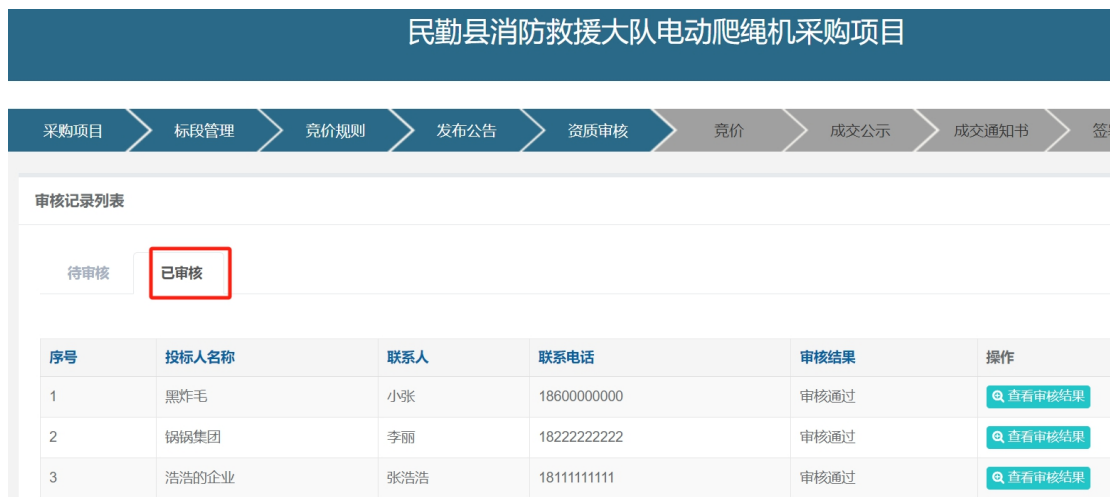 民勤县消防救援大队电动爬绳机采购项目
采购项目 标段管理 竞价规则 发布公告 资质审核 竞价 成交公示 成交通知书 签
审核记录列表
待审核 已审核
序号 投标人名称 联系人 联系电话 审核结果 操作
1 黑炸毛 小张 18600000000 审核通过 查看审核结果
2 锅锅集团 李丽 18222222222 审核通过 查看审核结果
3 浩浩的企业 张浩浩 18111111111 审核通过 查看审核结果